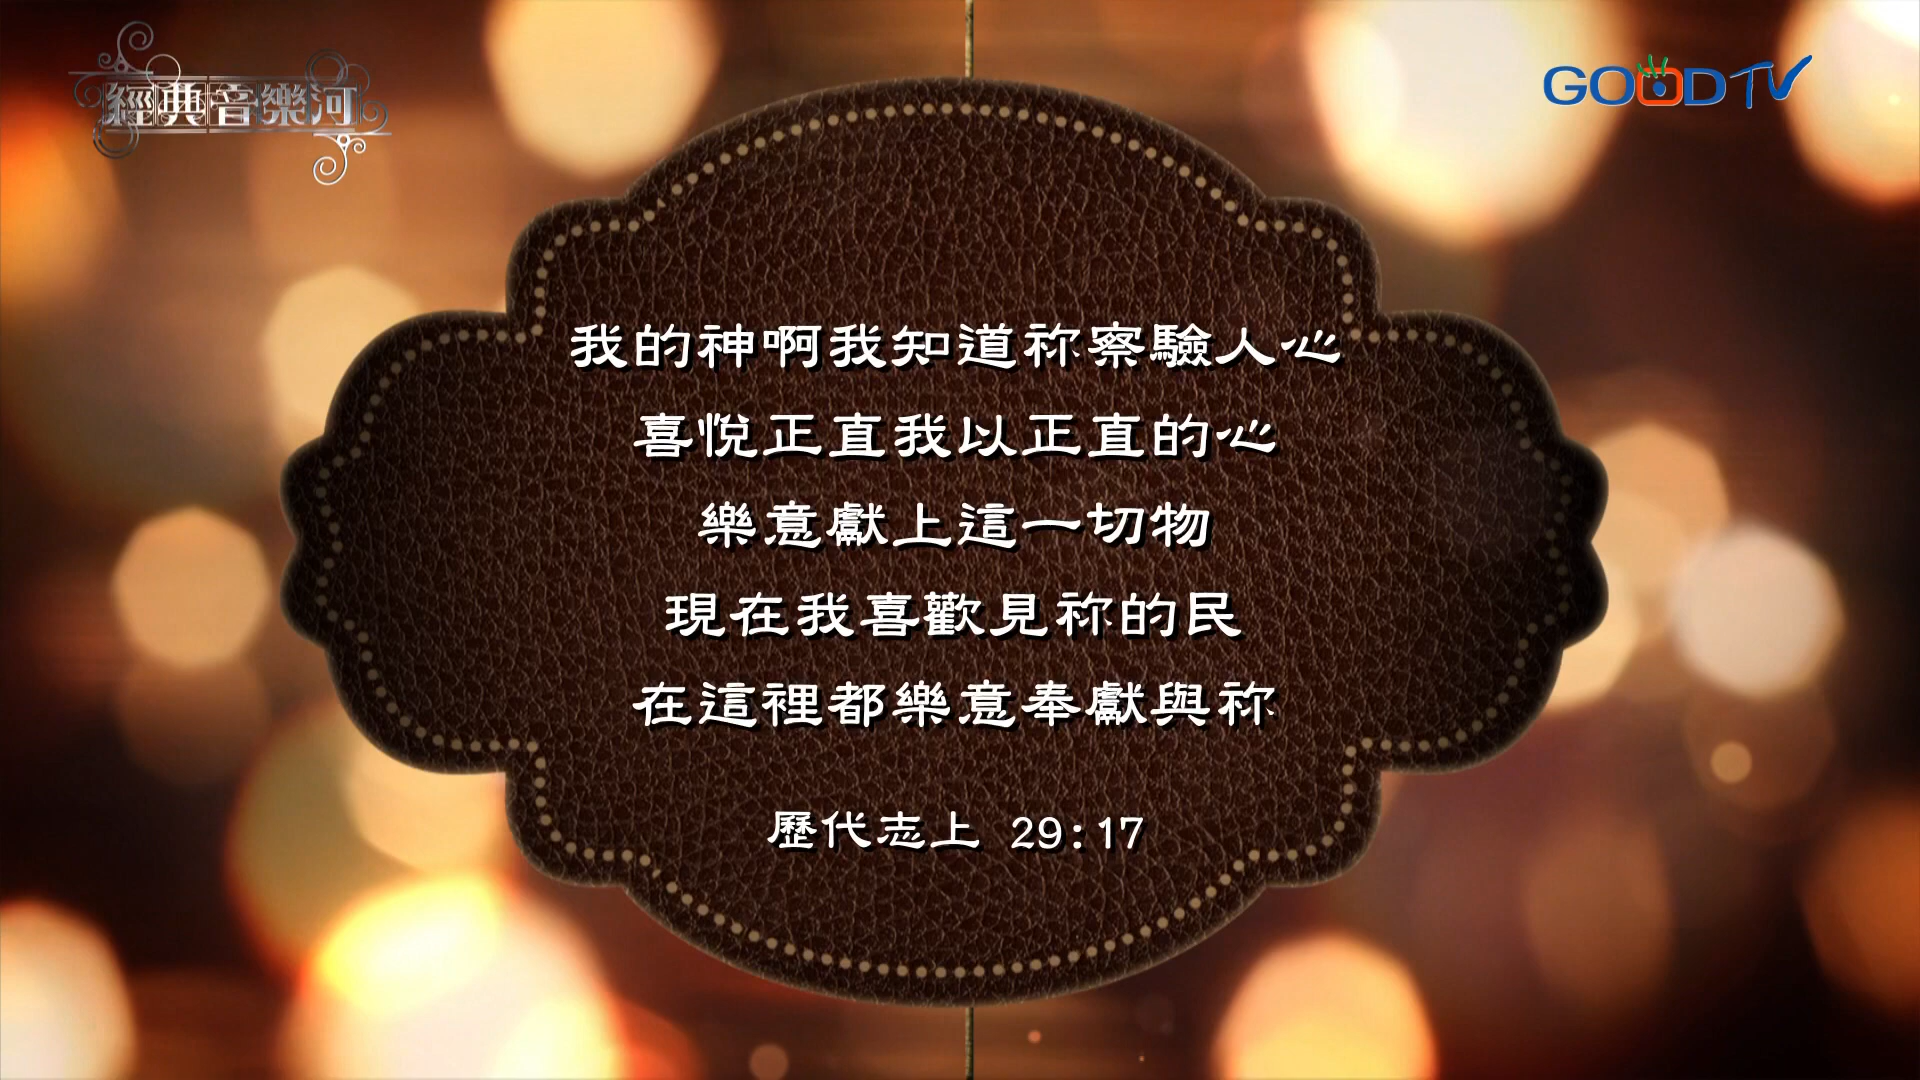 經典音樂河
GOODTV
我的神啊我知道祢察驗人心
喜悅正直我以正直的心
樂意獻上這一切物
現在我喜歡見祢的民
在這裡都樂意奉獻與祢
歷代志上 29:17